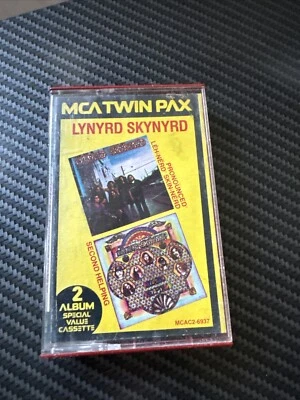 MCA TWIN PAX
LYNYRD SKYNYRD
PRONOUNCED
LEH-NERD SKIN-NERD
SECOND HELPING
2
ALBUM
SPECIAL
VALUE
CASSETTE
MCAC2-6937